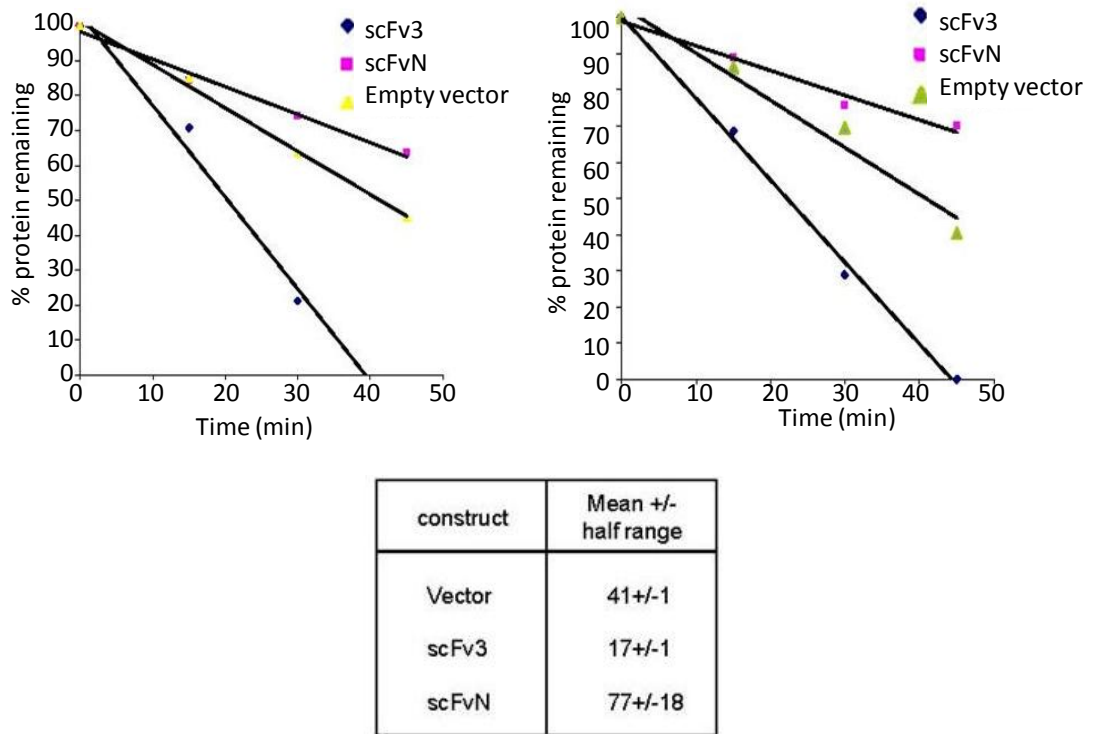 100
90
80
70
60
50
40
30
20
10
0
% protein remaining
0 10 20 30 40 50
Time (min)
scFv3
scFvN
Empty vector
100
90
80
70
60
50
40
30
20
10
0
% protein remaining
0 10 20 30 40 50
Time (min)
scFv3
scFvN
Empty vector
construct
Mean +/-
half range
Vector 41+/-1
scFv3 17+/-1
scFvN 77+/-18